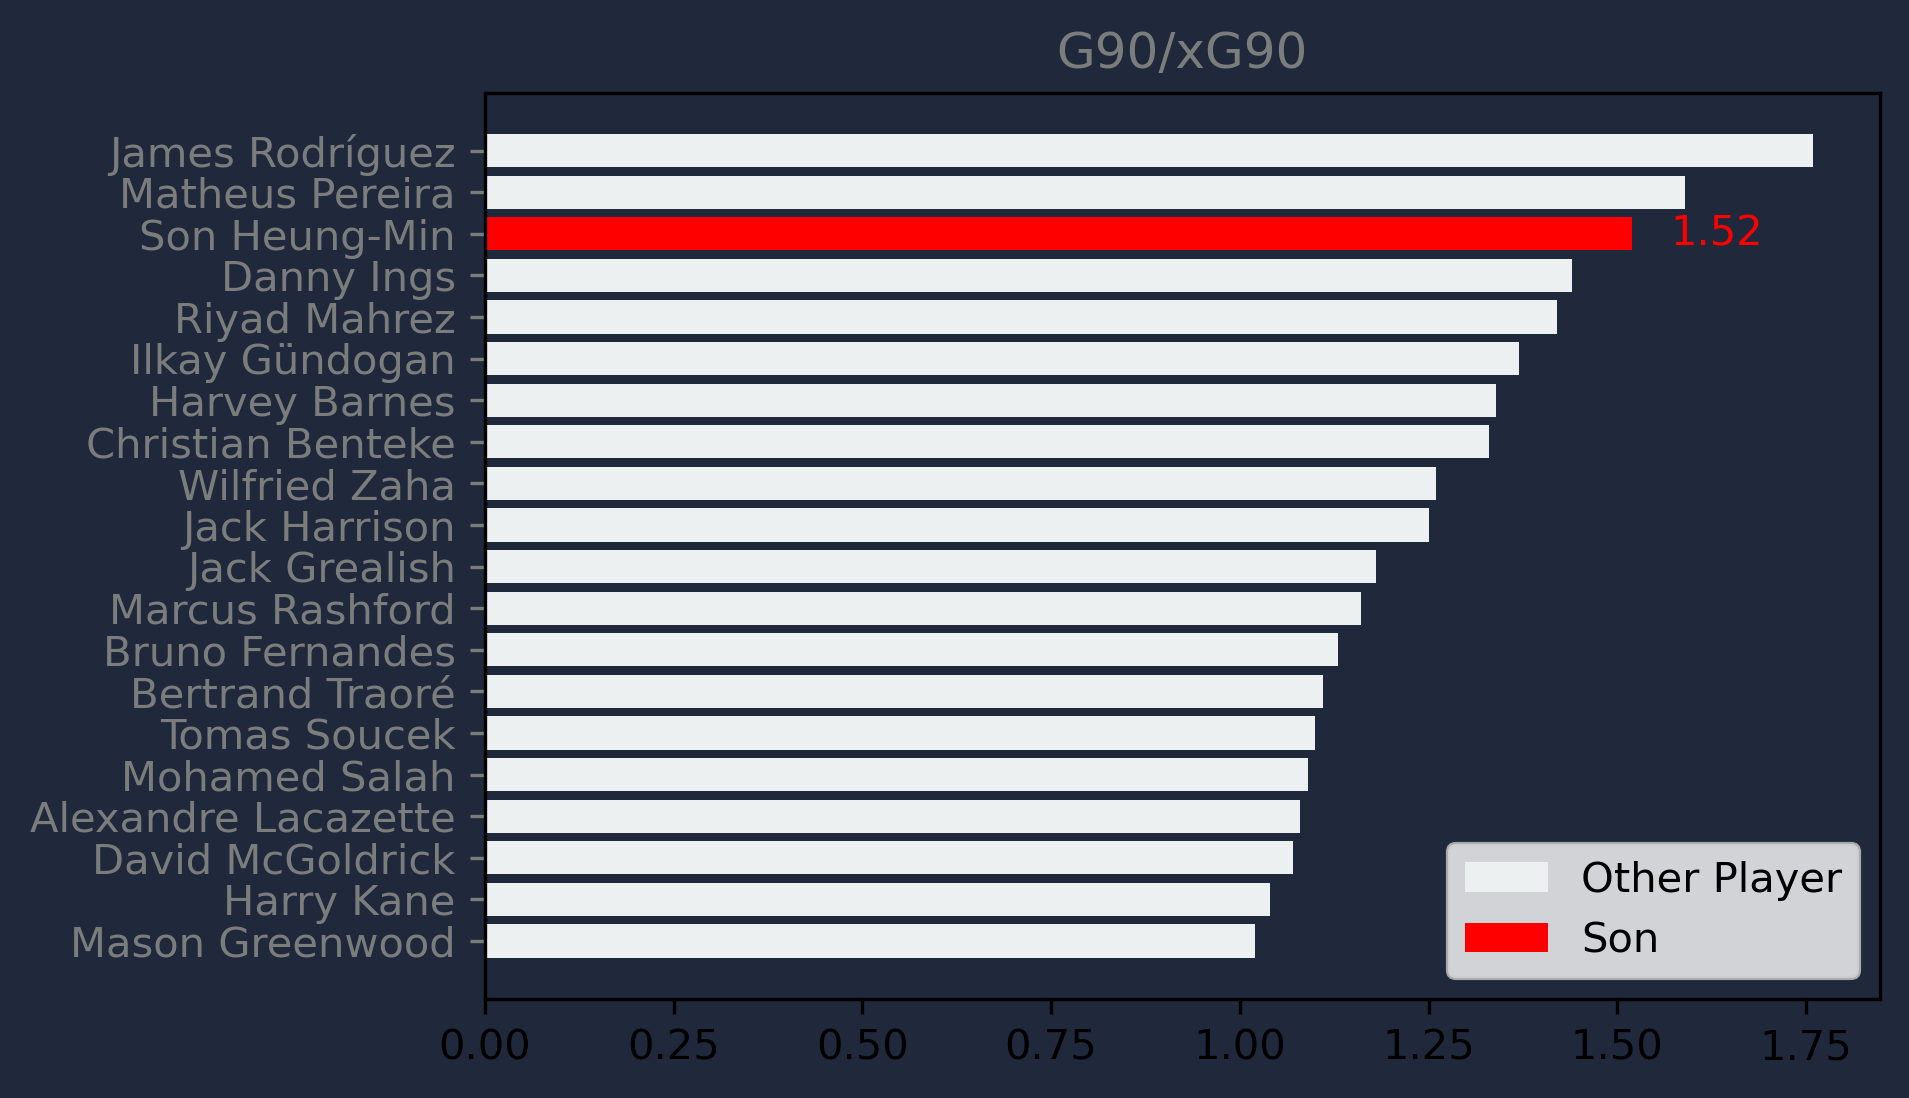 G90/xG90
James Rodríguez
Matheus Pereira
Son Heung-Min
1.52
Danny Ings
Riyad Mahrez
Ilkay Gündogan
Harvey Barnes
Christian Benteke
Wilfried Zaha
Jack Harrison
Jack Grealish
Marcus Rashford
Bruno Fernandes
Bertrand Traoré
Tomas Soucek
Mohamed Salah
Alexandre Lacazette
David McGoldrick
Harry Kane
Mason Greenwood
Other Player
Son
0.00 0.25 0.50 0.75 1.00 1.25 1.50 1.75